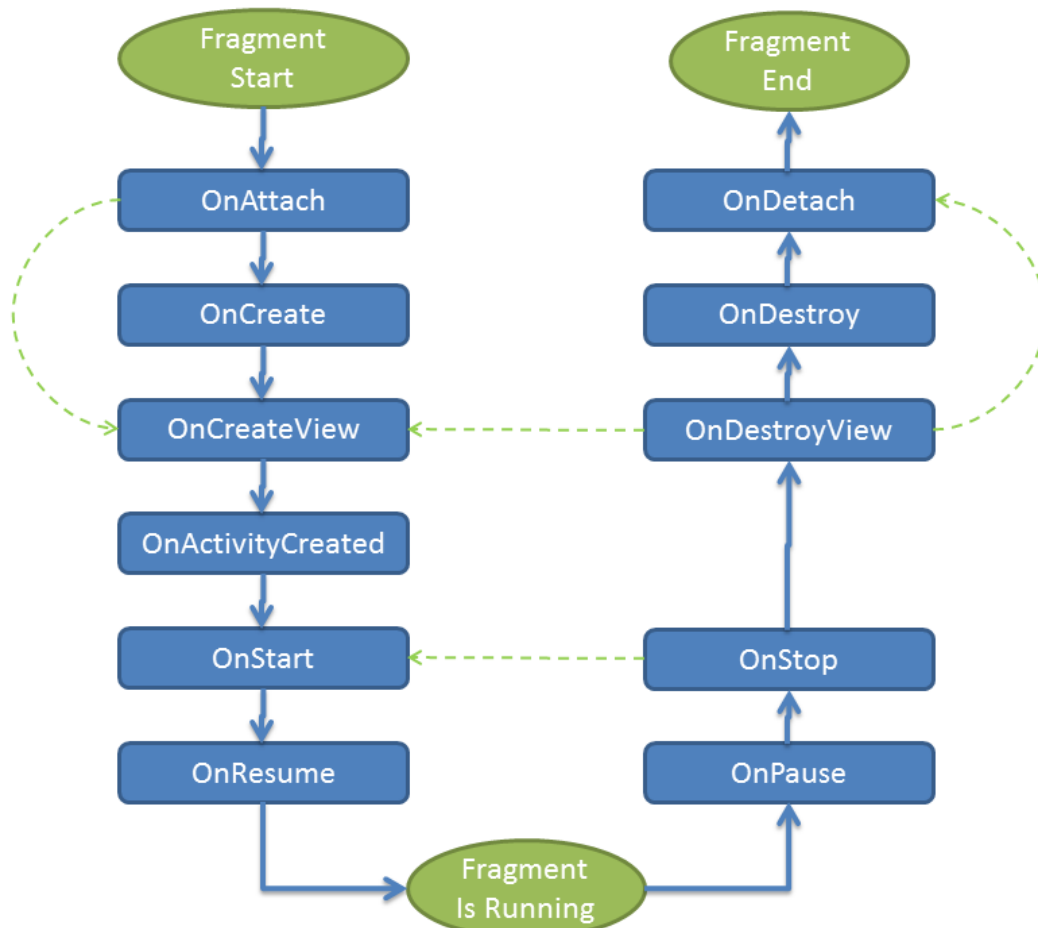 Fragment
Start
OnAttach
OnCreate
OnCreateView
OnActivityCreated
OnStart
OnResume
Fragment
Is Running
Fragment
End
OnDetach
OnDestroy
OnDestroyView
OnStop
OnPause